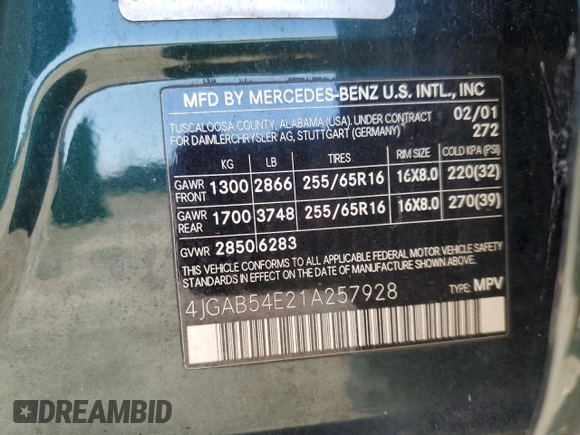 MFD BY MERCEDES-BENZ U.S. INTL., INC
TUSCALOOSA COUNTY, ALABAMA (USA). UNDER CONTRACT 02/01
FOR DAIMLERCHRYSLER AG, STUTTGART (GERMANY) 272
KG LB TIRES RIM SIZE COLD KPA (PSI)
GAWR FRONT 1300 2866 255/65R16 16X8.0 220(32)
GAWR REAR 1700 3748 255/65R16 16X8.0 270(39)
GVWR 2850 6283
THIS VEHICLE CONFORMS TO ALL APPLICABLE FEDERAL MOTOR VEHICLE SAFETY
STANDARDS IN EFFECT ON THE DATE OF MANUFACTURE SHOWN ABOVE.
4JGAB54E21A257928 TYPE: MPV
DREAMBID